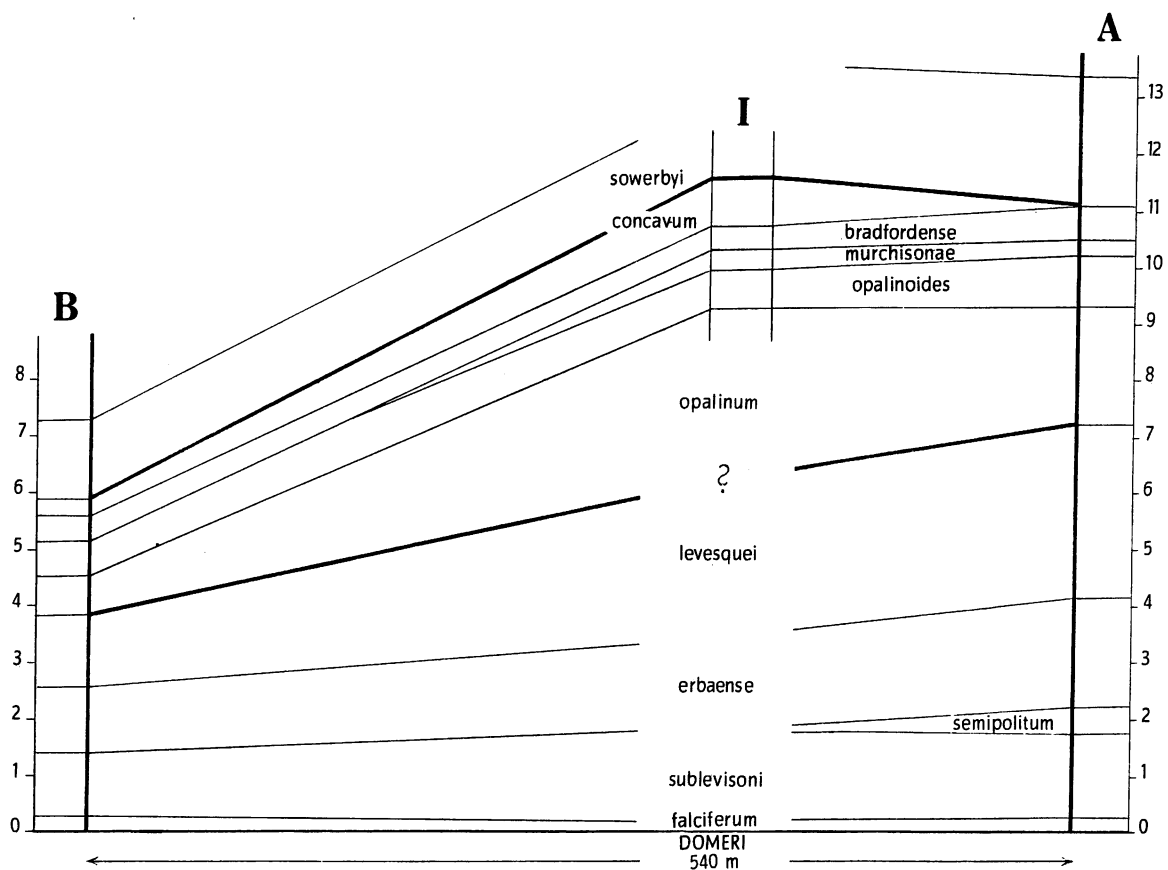 A
13
I
12
sowerbyi
11
concavum
bradfordense
murchisonae
10
opalinoides
B
9
8
8
opalinum
7
7
?
6
6
levesquei
5
5
4
4
3
3
erbaense
semipolitum
2
2
sublevisoni
1
1
falciferum
0
0
DOMERI
540 m